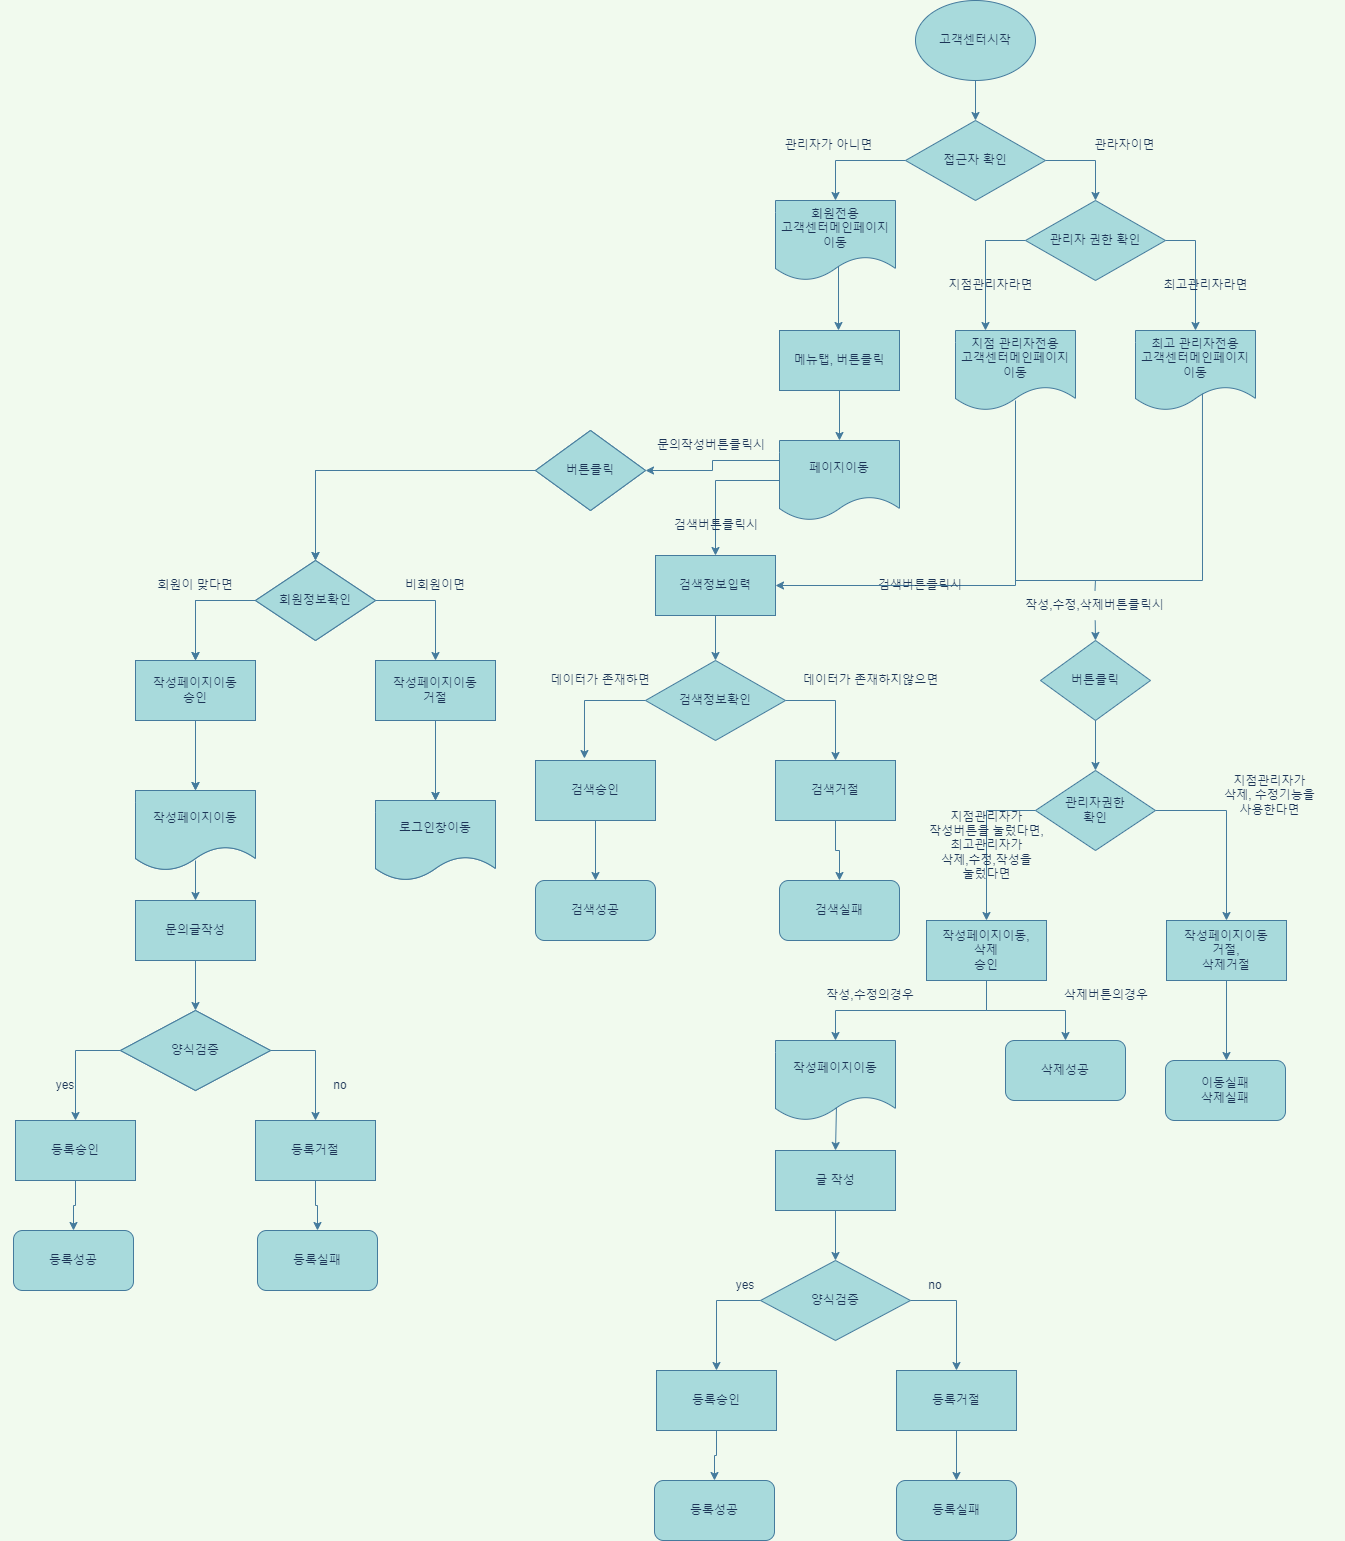 고객센터시작
관리자가 아니면
관라자이면
접근자 확인
회원전용
고객센터메인페이지
이동
관리자 권한 확인
지점관리자라면
최고관리자라면
메뉴탭, 버튼클릭
지점 관리자전용
고객센터메인페이지
이동
최고 관리자전용
고객센터메인페이지
이동
문의작성버튼클릭시
버튼클릭
페이지이동
검색버튼클릭시
회원이 맞다면
비회원이면
회원정보확인
검색정보입력
검색버튼클릭시
작성,수정,삭제버튼클릭시
작성페이지이동
승인
작성페이지이동
거절
데이터가 존재하면
데이터가 존재하지않으면
검색정보확인
버튼클릭
작성페이지이동
로그인창이동
검색승인
검색거절
관리자권한
확인
지점관리자가
삭제, 수정기능을
사용한다면
지점관리자가
작성버튼를 눌렀다면,
최고관리자가
삭제,수정,작성을
눌렀다면
문의글작성
검색성공
검색실패
작성페이지이동,
삭제
승인
작성페이지이동
거절,
삭제거절
작성,수정의경우
삭제버튼의경우
양식검증
yes
no
작성페이지이동
삭제성공
이동실패
삭제실패
등록승인
등록거절
글 작성
등록성공
등록실패
yes
no
양식검증
등록승인
등록거절
등록성공
등록실패